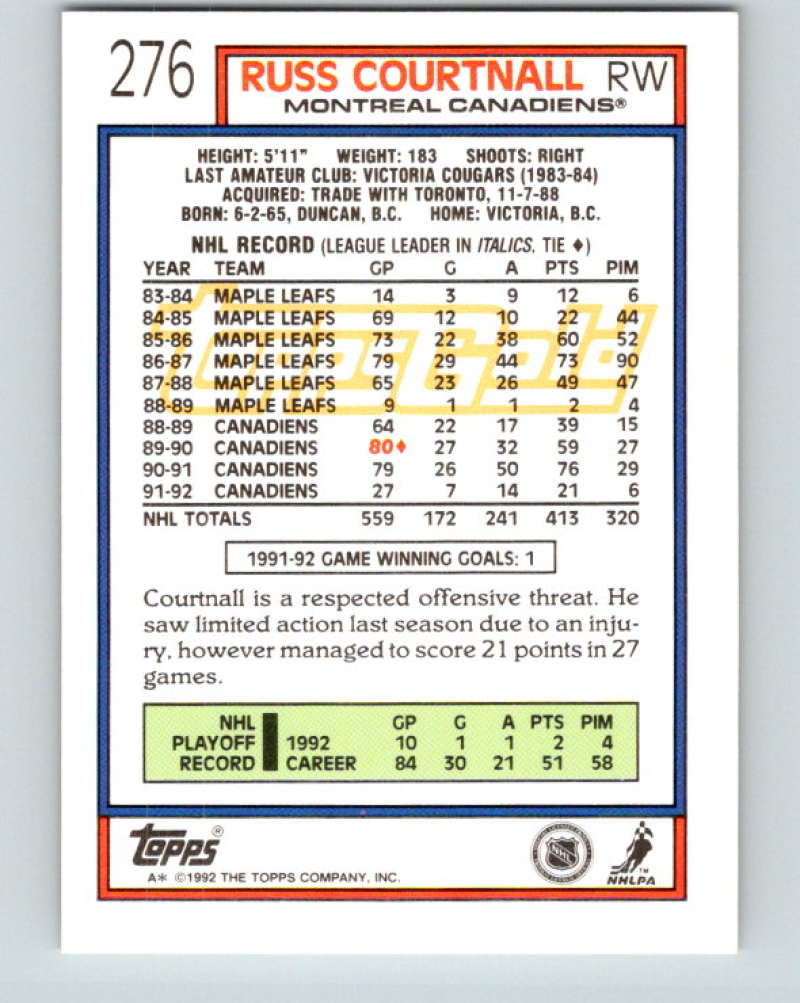 276
RUSS COURTNALL RW
MONTREAL CANADIENS®
HEIGHT: 5'11" WEIGHT: 183 SHOOTS: RIGHT
LAST AMATEUR CLUB: VICTORIA COUGARS (1983-84)
ACQUIRED: TRADE WITH TORONTO, 11-7-88
BORN: 6-2-65, DUNCAN, B.C. HOME: VICTORIA, B.C.
NHL RECORD (LEAGUE LEADER IN ITALICS, TIE ♦)
YEAR TEAM GP G A PTS PIM
83-84 MAPLE LEAFS 14 3 9 12 6
84-85 MAPLE LEAFS 69 12 10 22 44
85-86 MAPLE LEAFS 73 22 38 60 52
86-87 MAPLE LEAFS 79 29 44 73 90
87-88 MAPLE LEAFS 65 23 26 49 47
88-89 MAPLE LEAFS 9 1 1 2 4
88-89 CANADIENS 64 22 17 39 15
89-90 CANADIENS 80♦ 27 32 59 27
90-91 CANADIENS 79 26 50 76 29
91-92 CANADIENS 27 7 14 21 6
NHL TOTALS 559 172 241 413 320
ToppsGold
1991-92 GAME WINNING GOALS: 1
Courtnall is a respected offensive threat. He
saw limited action last season due to an inju-
ry, however managed to score 21 points in 27
games.
NHL GP G A PTS PIM
PLAYOFF 1992 10 1 1 2 4
RECORD CAREER 84 30 21 51 58
TOPPS®
A* ©1992 THE TOPPS COMPANY, INC.
NHL
TM
NHLPA